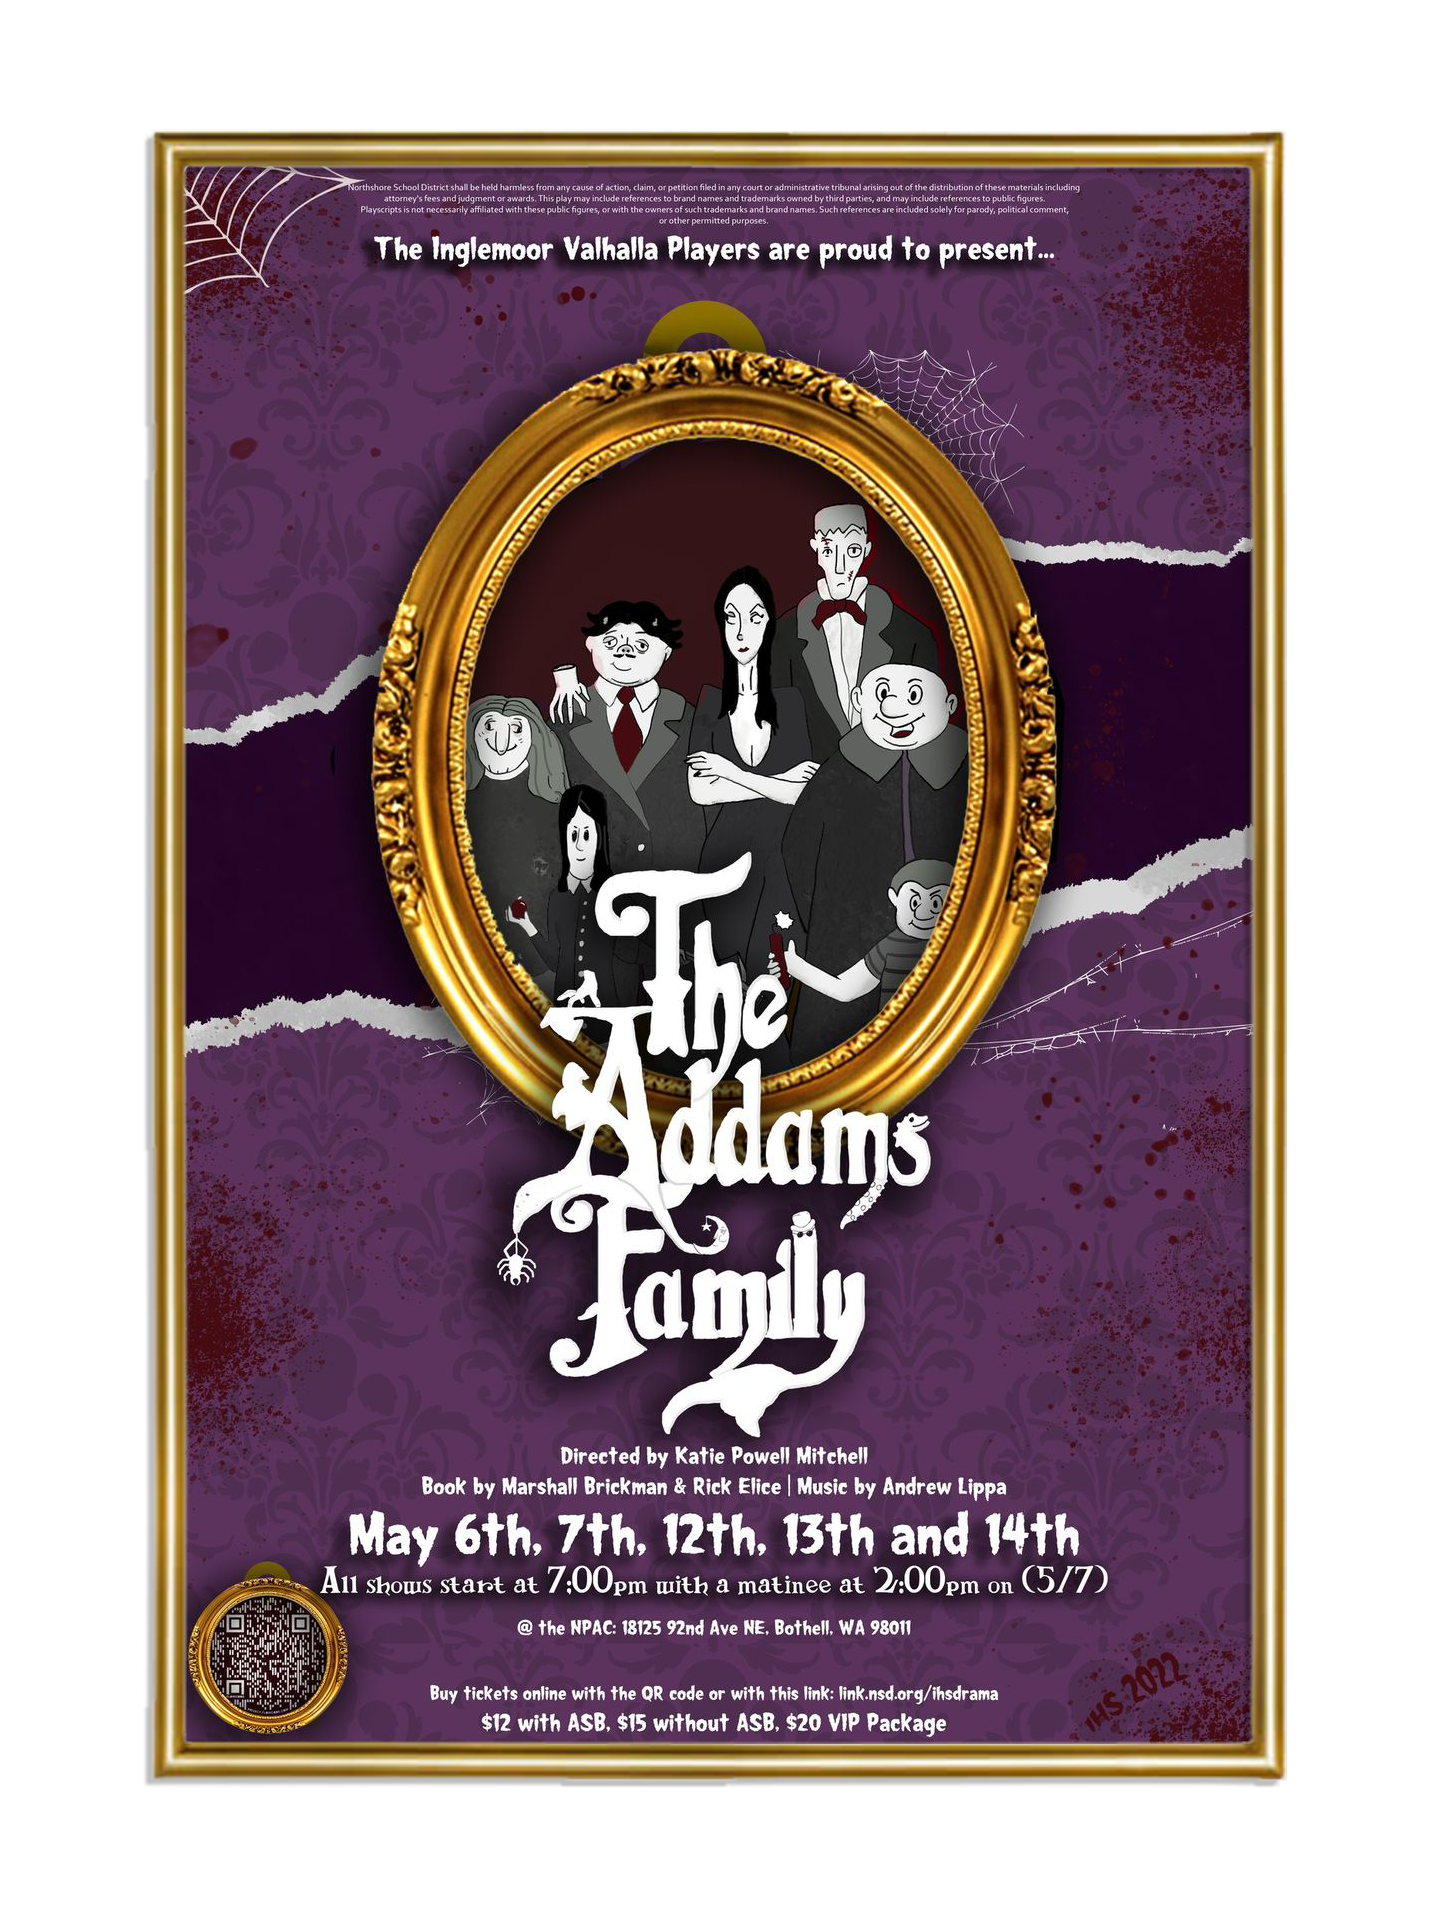 Northshore School District shall be held harmless from any cause of action, claim, or petition filed in any court or administrative tribunal arising out of the distribution of these materials including
attorney's fees and judgment or awards. This play may include references to brand names and trademarks owned by third parties, and may include references to public figures.
Playscripts is not necessarily affiliated with these public figures, or with the owners of such trademarks and brand names. Such references are included solely for parody, political comment,
or other permitted purposes.
The Inglemoor Valhalla Players are proud to present...
The
Addams
Family
Directed by Katie Powell Mitchell
Book by Marshall Brickman & Rick Elice | Music by Andrew Lippa
May 6th, 7th, 12th, 13th and 14th
All shows start at 7:00pm with a matinee at 2:00pm on (5/7)
@ the NPAC: 18125 92nd Ave NE, Bothell, WA 98011
Buy tickets online with the QR code or with this link: link.nsd.org/ihsdrama
$12 with ASB, $15 without ASB, $20 VIP Package
IHS 2022